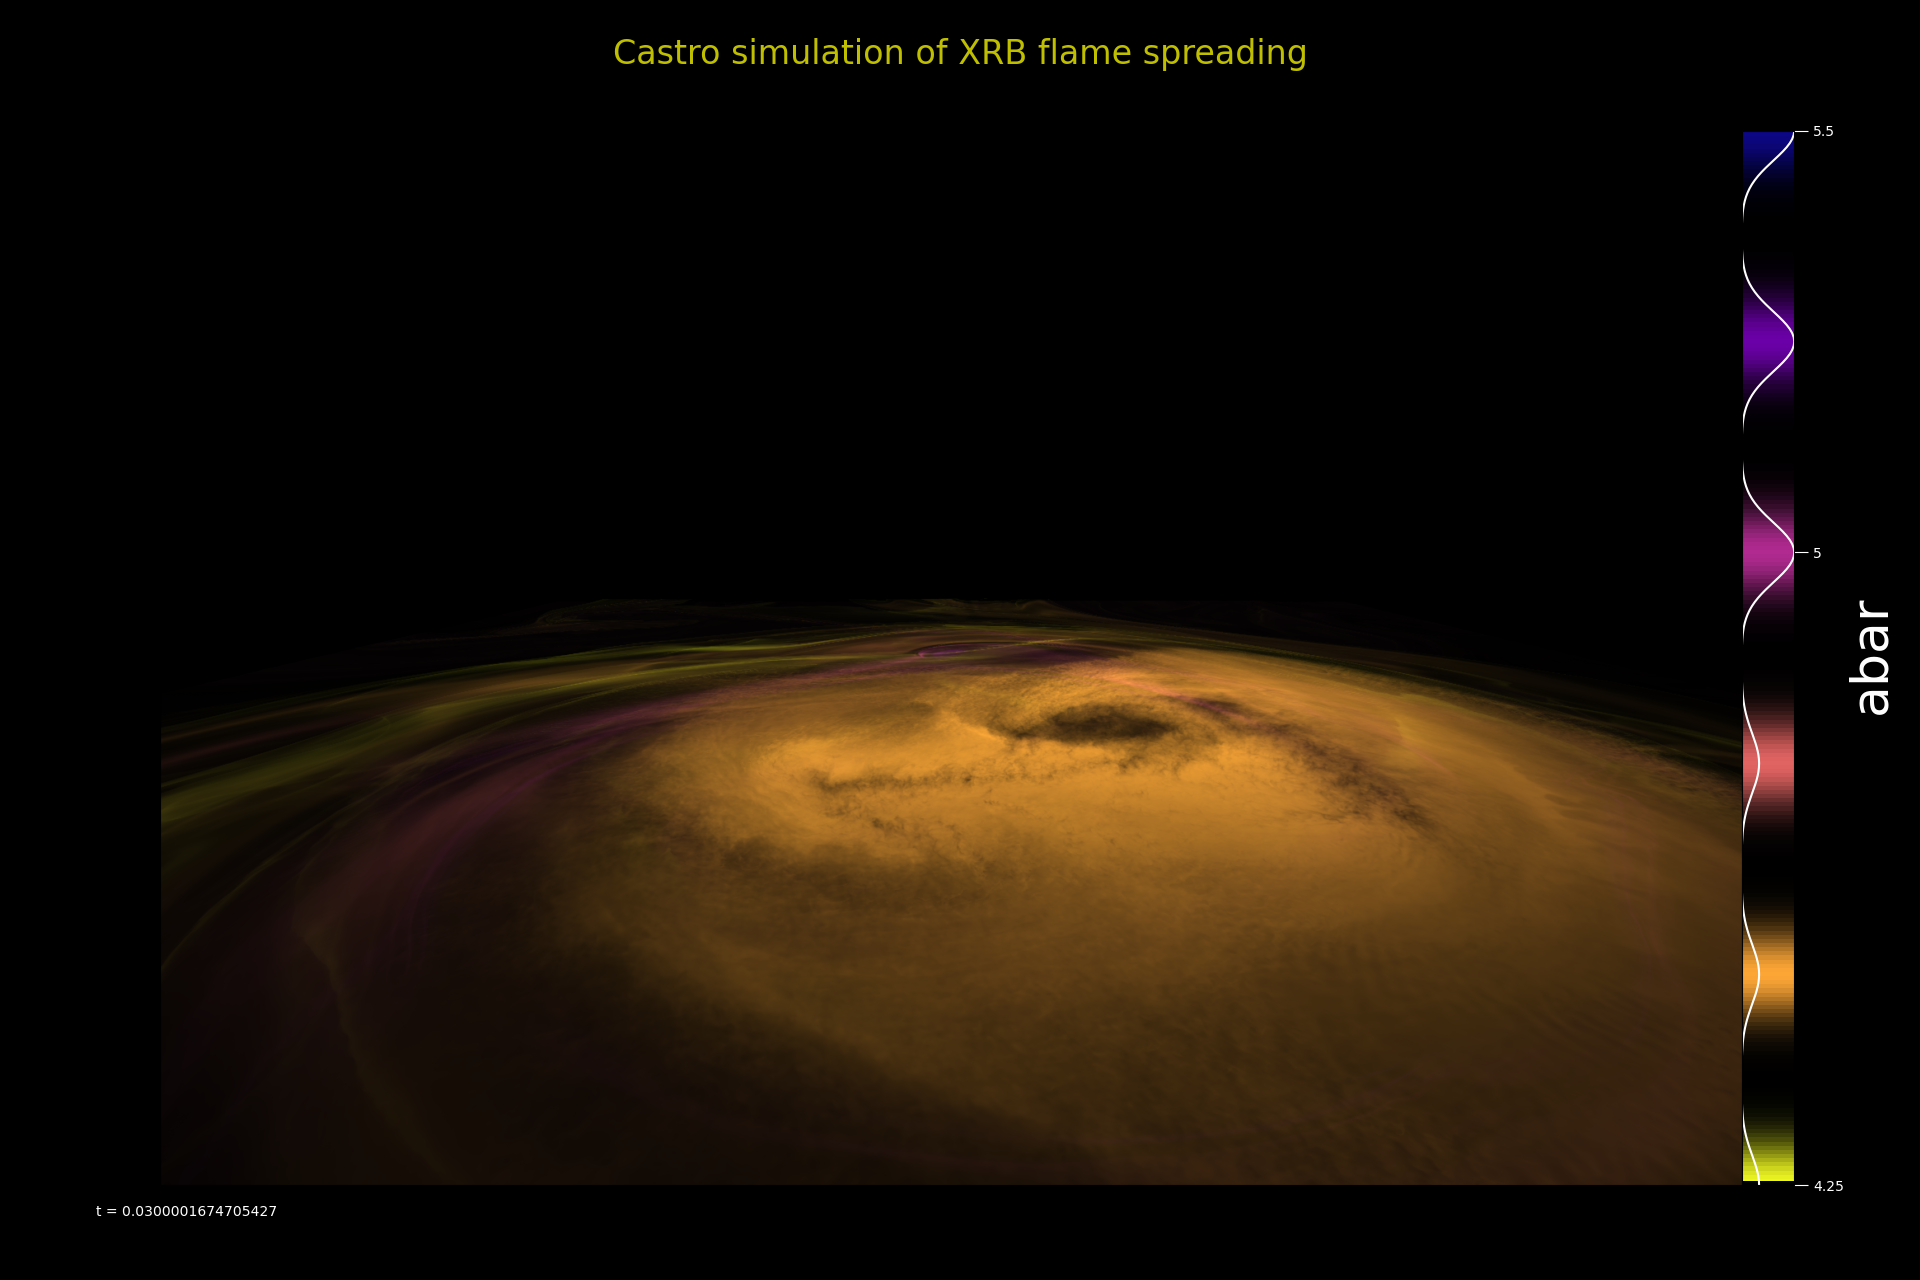 Castro simulation of XRB flame spreading
5.5
5
abar
4.25
t = 0.0300001674705427